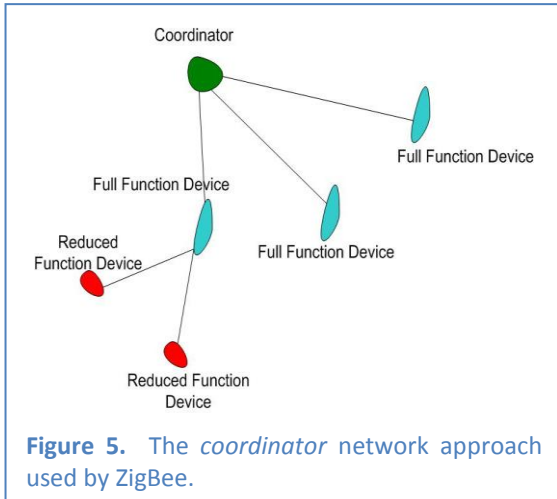 Coordinator
Full Function Device
Full Function Device
Full Function Device
Reduced
Function Device
Reduced Function
Device
Figure 5. The coordinator network approach
used by ZigBee.